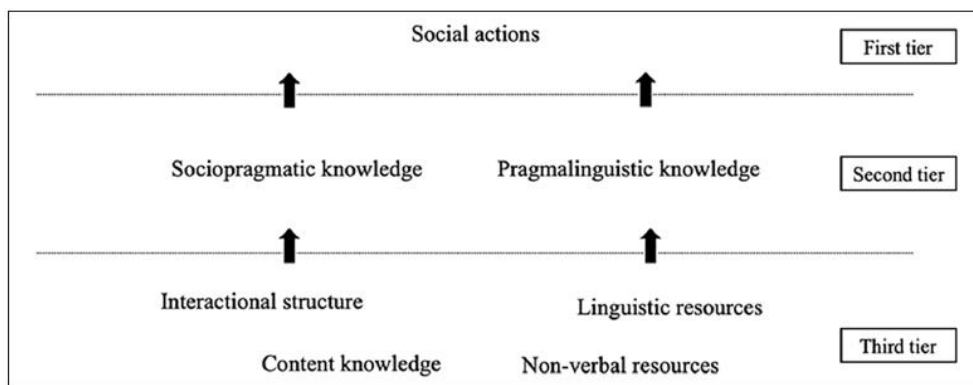 Social actions
First tier
Sociopragmatic knowledge
Pragmalinguistic knowledge
Second tier
Interactional structure
Linguistic resources
Content knowledge
Non-verbal resources
Third tier